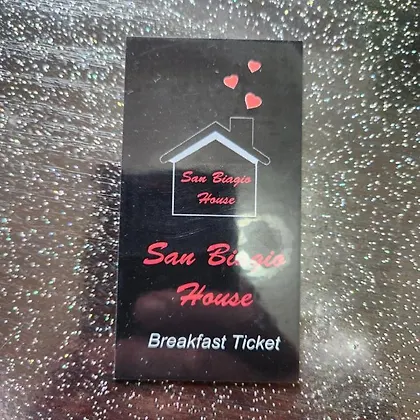 San Biagio
House
San Biagio
House
Breakfast Ticket